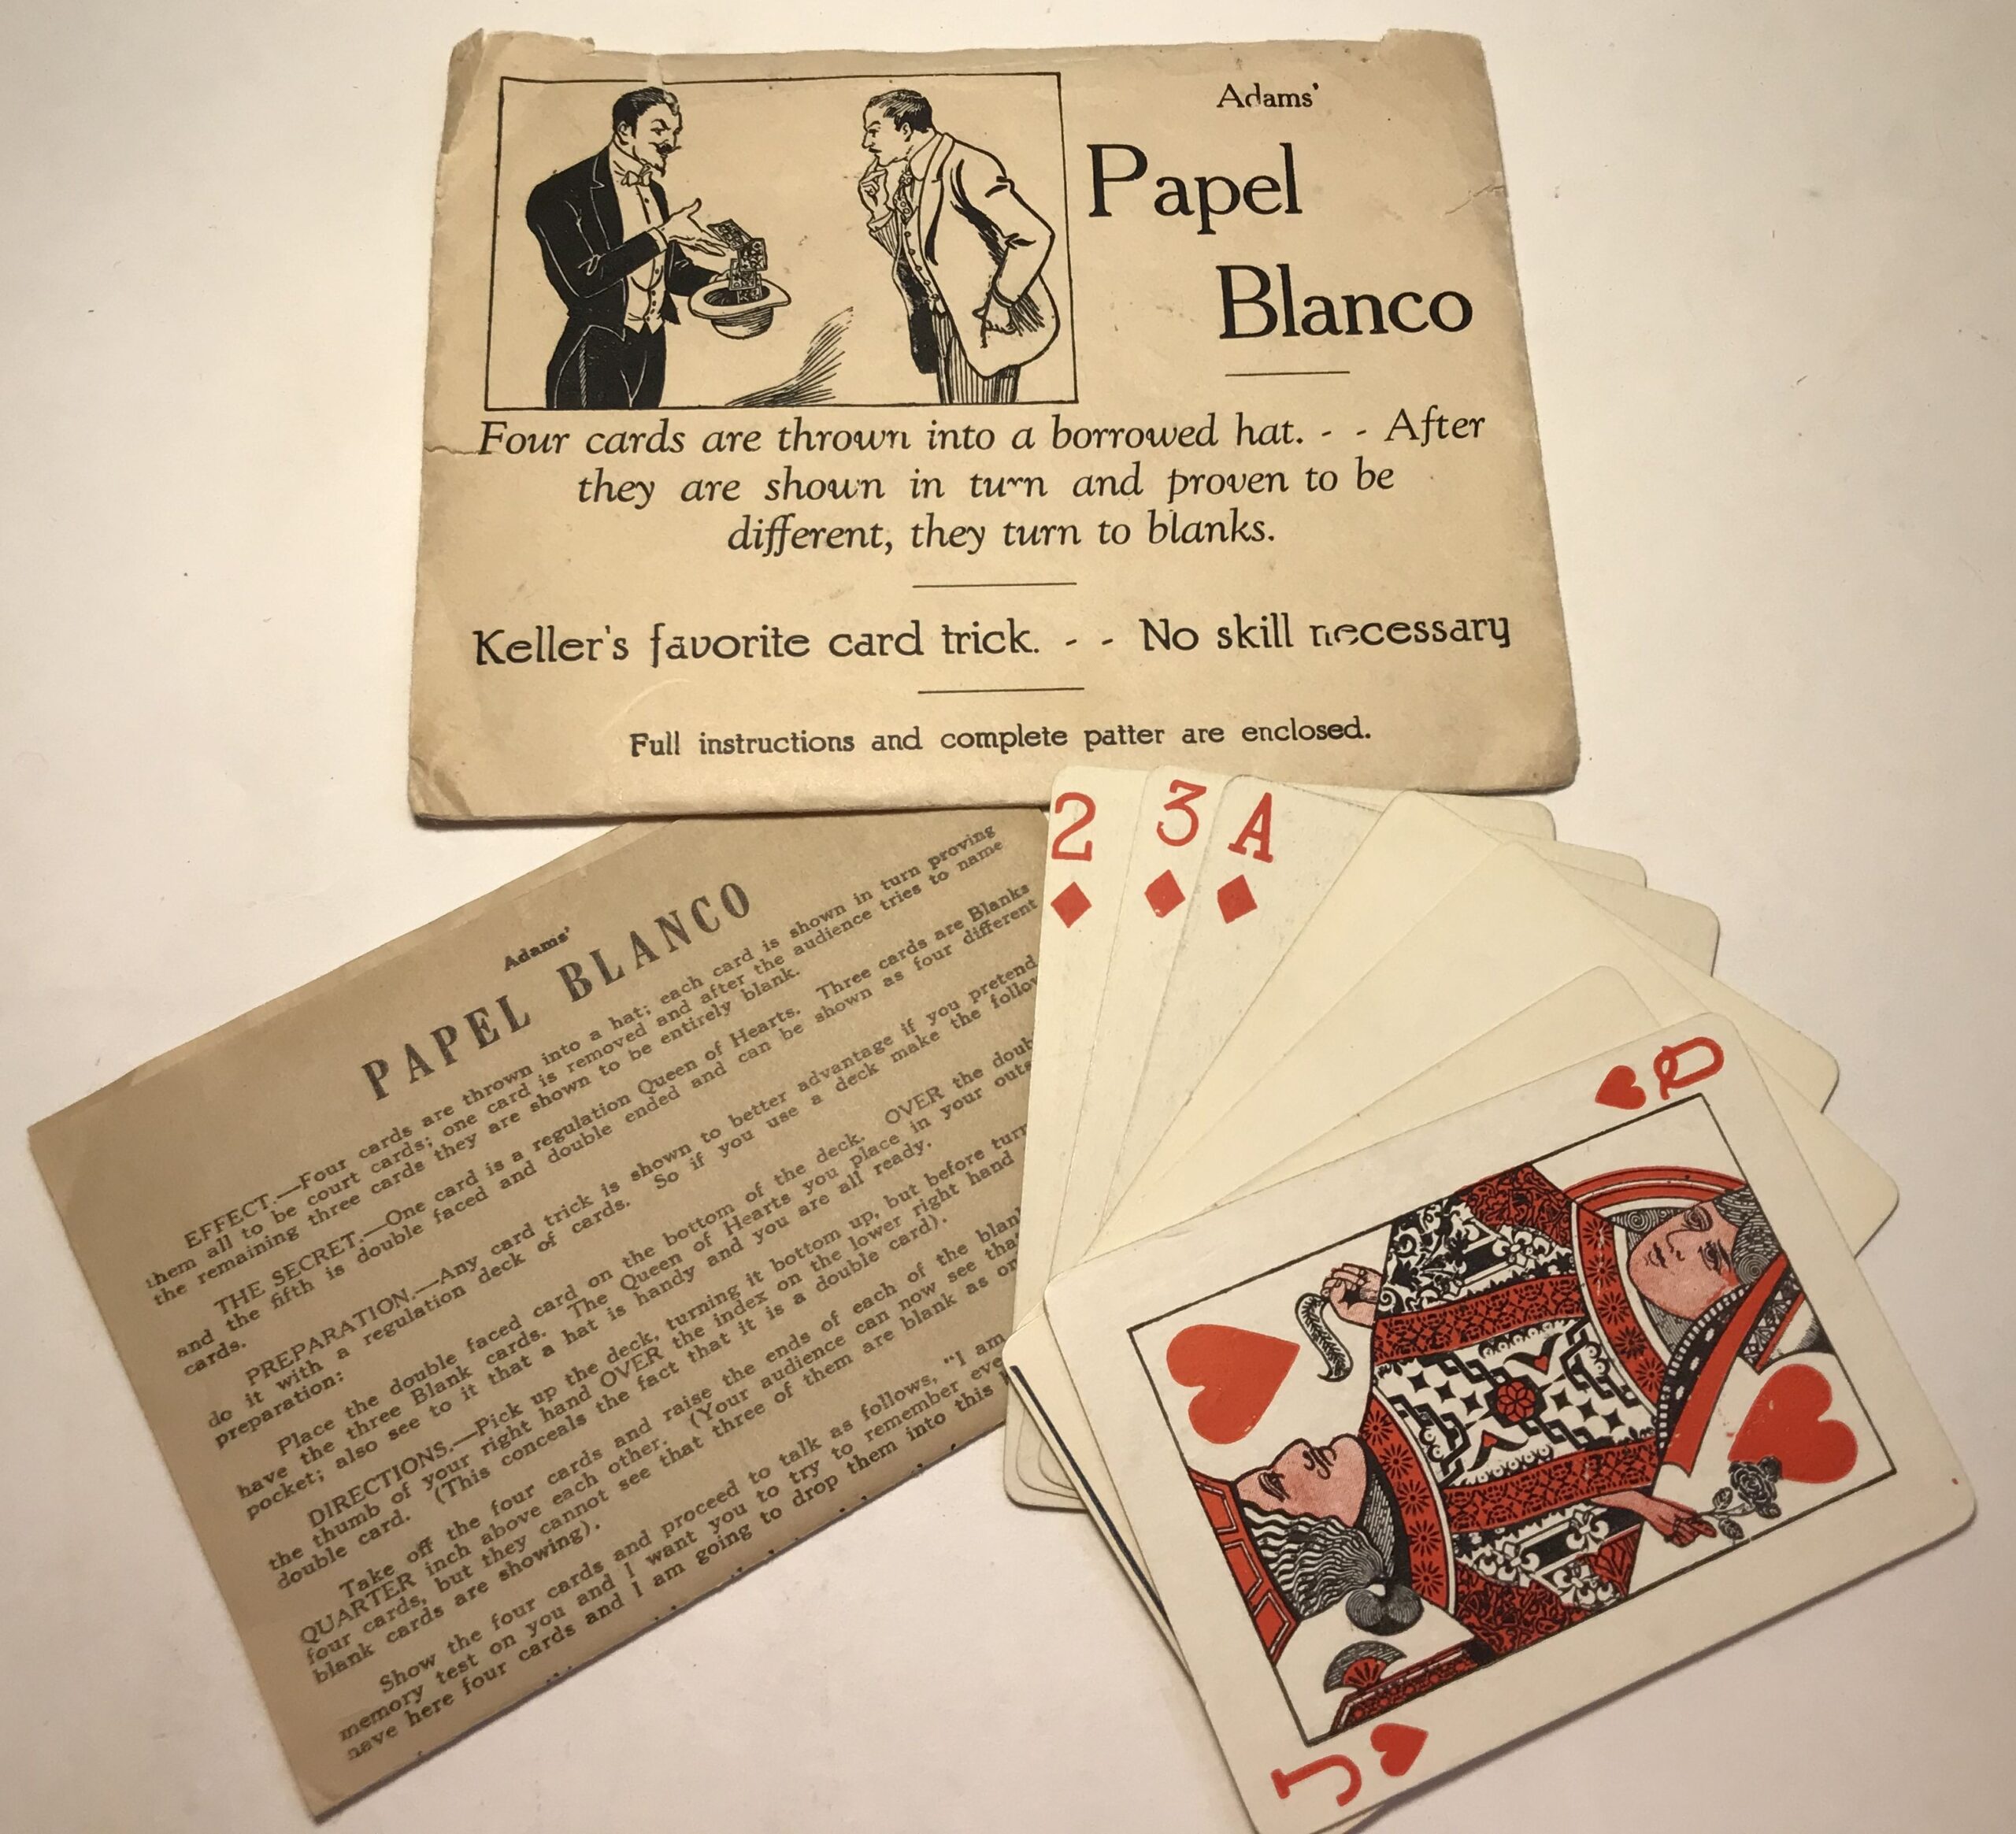 Adams'
Papel
Blanco
Four cards are thrown into a borrowed hat. - - After
they are shown in turn and proven to be
different, they turn to blanks.
Keller's favorite card trick. - - No skill necessary
Full instructions and complete patter are enclosed.
Adams'
PAPEL BLANCO
EFFECT.—Four cards are thrown into a hat; each card is shown in turn proving
them all to be court cards; one card is removed and after the audience tries to name
the remaining three cards they are shown to be entirely blank.
THE SECRET.—One card is a regulation Queen of Hearts. Three cards are Blanks
and the fifth is double faced and double ended and can be shown as four different
cards.
PREPARATION.—Any card trick is shown to better advantage if you pretend
do it with a regulation deck of cards. So if you use a deck make the
preparation:
Place the double faced card on the bottom of the deck. OVER the
have the three Blank cards. The Queen of Hearts you place in your
pocket; also see to it that a hat is handy and you are all ready.
DIRECTIONS.—Pick up the deck, turning it bottom up, but before
the thumb of your right hand OVER the index on the lower right hand
double card. (This conceals the fact that it is a double card).
Take off the four cards and raise the ends of each of the
QUARTER inch above each other. (Your audience can now see
four cards, but they cannot see that three of them are blank as
blank cards are showing).
Show the four cards and proceed to talk as follows, "I am
memory test on you and I want you to try to remember
have here four cards and I am going to drop them into this
2
3
A
Q
J